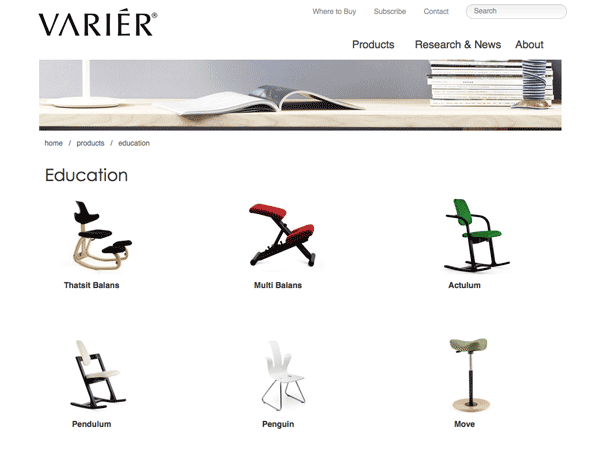 Where to Buy Subscribe Contact Search
VARIÉR®
Products Research & News About
home / products / education
Education
Thatsit Balans Multi Balans Actulum
Pendulum Penguin Move